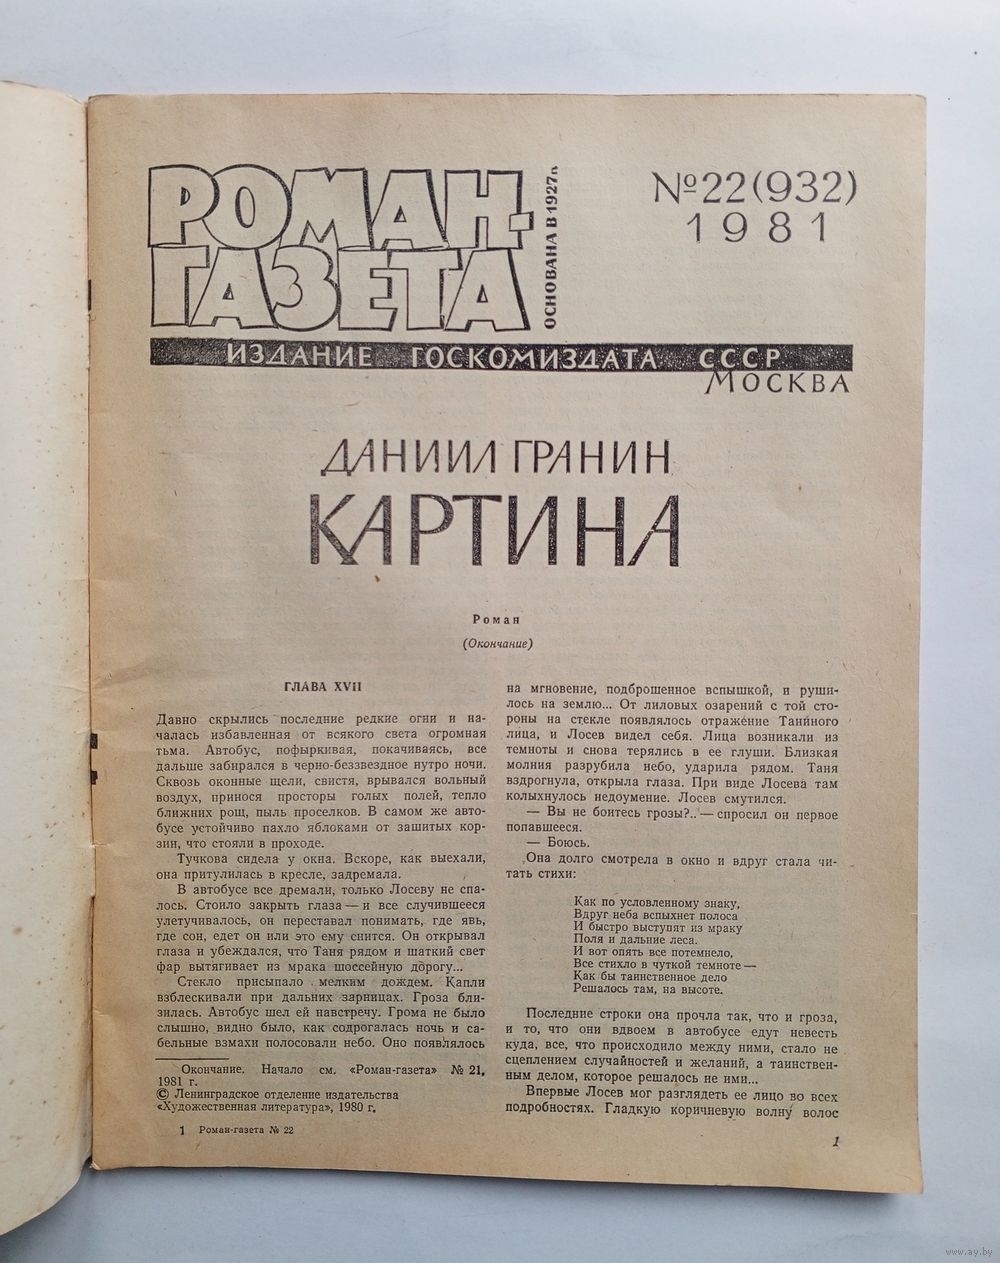 РОМАН-
ГАЗЕТА
ОСНОВАНА В 1927г.
№22(932)
1981
ИЗДАНИЕ ГОСКОМИЗДАТА СССР
МОСКВА
ДАНИИЛ ГРАНИН
КАРТИНА
Роман
(Окончание)
ГЛАВА XVII
Давно скрылись последние редкие огни и на-
чалась избавленная от всякого света огромная
тьма. Автобус, пофыркивая, покачиваясь, все
дальше забирался в черно-беззвездное нутро ночи.
Сквозь оконные щели, свистя, врывался вольный
воздух, принося просторы голых полей, тепло
ближних рощ, пыль проселков. В самом же авто-
бусе устойчиво пахло яблоками от зашитых кор-
зин, что стояли в проходе.
Тучкова сидела у окна. Вскоре, как выехали,
она притулилась в кресле, задремала.
В автобусе все дремали, только Лосеву не спа-
лось. Стоило закрыть глаза — и все случившееся
улетучивалось, он переставал понимать, где явь,
где сон, едет он или это ему снится. Он открывал
глаза и убеждался, что Таня рядом и шаткий свет
фар вытягивает из мрака шоссейную дорогу...
Стекло присыпало мелким дождем. Капли
взблескивали при дальних зарницах. Гроза бли-
зилась. Автобус шел ей навстречу. Грома не было
слышно, видно было, как содрогалась ночь и са-
бельные взмахи полосовали небо. Оно появлялось
Окончание. Начало см. «Роман-газета» № 21,
1981 г.
© Ленинградское отделение издательства
«Художественная литература», 1980 г.
1 Роман-газета № 22
на мгновение, подброшенное вспышкой, и руши-
лось на землю... От лиловых озарений с той сто-
роны на стекле появлялось отражение Таниного
лица, и Лосев видел себя. Лица возникали из
темноты и снова терялись в ее глуши. Близкая
молния разрубила небо, ударила рядом. Таня
вздрогнула, открыла глаза. При виде Лосева там
колыхнулось недоумение. Лосев смутился.
— Вы не боитесь грозы?.. — спросил он первое
попавшееся.
— Боюсь.
Она долго смотрела в окно и вдруг стала чи-
тать стихи:
Как по условленному знаку,
Вдруг неба вспыхнет полоса
И быстро выступят из мраку
Поля и дальние леса.
И вот опять все потемнело,
Все стихло в чуткой темноте —
Как бы таинственное дело
Решалось там, на высоте.
Последние строки она прочла так, что и гроза,
и то, что они вдвоем в автобусе едут невесть
куда, все, что происходило между ними, стало не
сцеплением случайностей и желаний, а таинствен-
ным делом, которое решалось не ими...
Впервые Лосев мог разглядеть ее лицо во всех
подробностях. Гладкую коричневую волну волос
1
www.ay.by